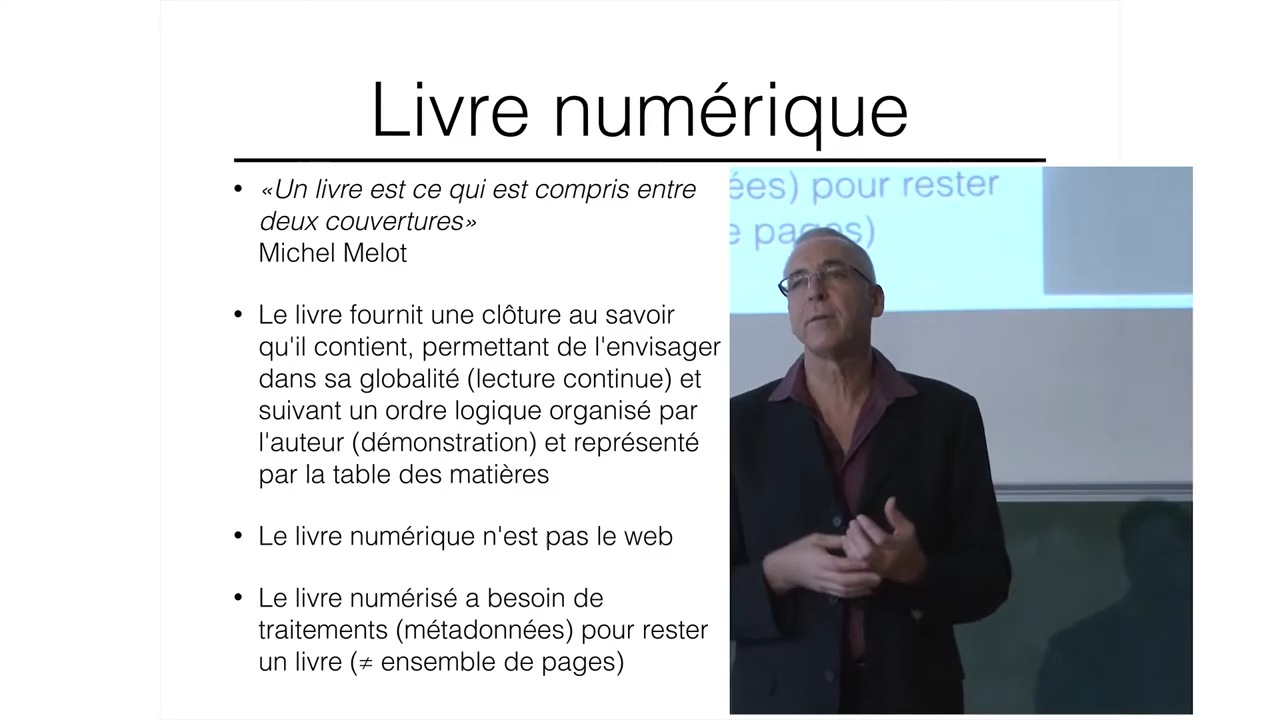 Livre numérique
• «Un livre est ce qui est compris entre
deux couvertures»
Michel Melot
• Le livre fournit une clôture au savoir
qu'il contient, permettant de l'envisager
dans sa globalité (lecture continue) et
suivant un ordre logique organisé par
l'auteur (démonstration) et représenté
par la table des matières
• Le livre numérique n'est pas le web
• Le livre numérisé a besoin de
traitements (métadonnées) pour rester
un livre (≠ ensemble de pages)
ées) pour rester
e pages)